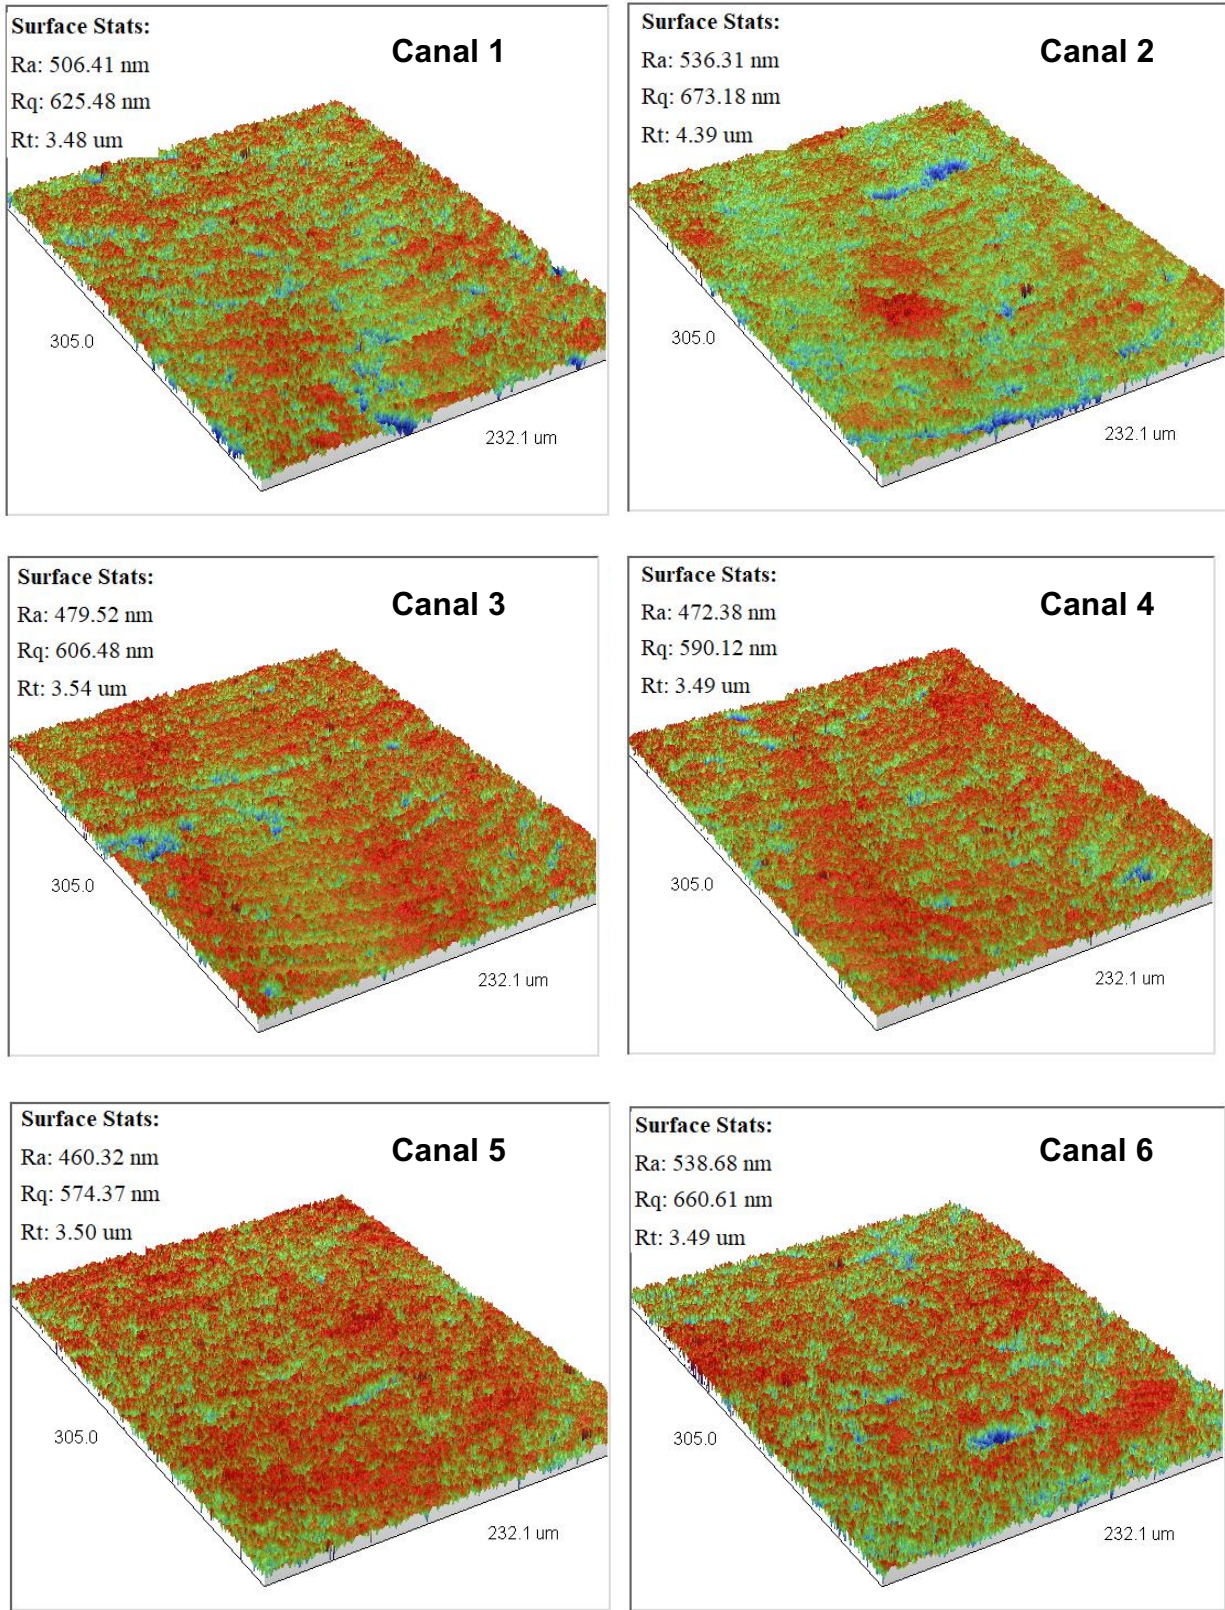 Surface Stats:
Canal 1
Ra: 506.41 nm
Rq: 625.48 nm
Rt: 3.48 um
305.0
232.1 um
Surface Stats:
Canal 2
Ra: 536.31 nm
Rq: 673.18 nm
Rt: 4.39 um
305.0
232.1 um
Surface Stats:
Canal 3
Ra: 479.52 nm
Rq: 606.48 nm
Rt: 3.54 um
305.0
232.1 um
Surface Stats:
Canal 4
Ra: 472.38 nm
Rq: 590.12 nm
Rt: 3.49 um
305.0
232.1 um
Surface Stats:
Canal 5
Ra: 460.32 nm
Rq: 574.37 nm
Rt: 3.50 um
305.0
232.1 um
Surface Stats:
Canal 6
Ra: 538.68 nm
Rq: 660.61 nm
Rt: 3.49 um
305.0
232.1 um